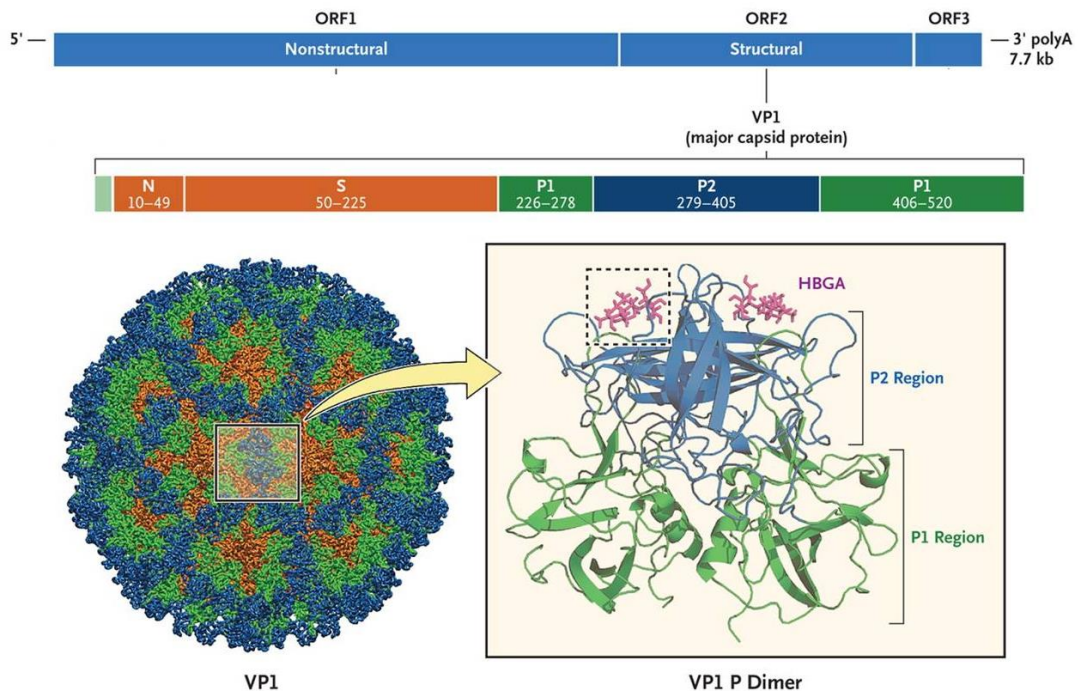 ORF1 ORF2 ORF3
5' Nonstructural Structural 3' polyA
7.7 kb
VP1
(major capsid protein)
N S P1 P2 P1
10–49 50–225 226–278 279–405 406–520
HBGA
P2 Region
P1 Region
VP1 VP1 P Dimer